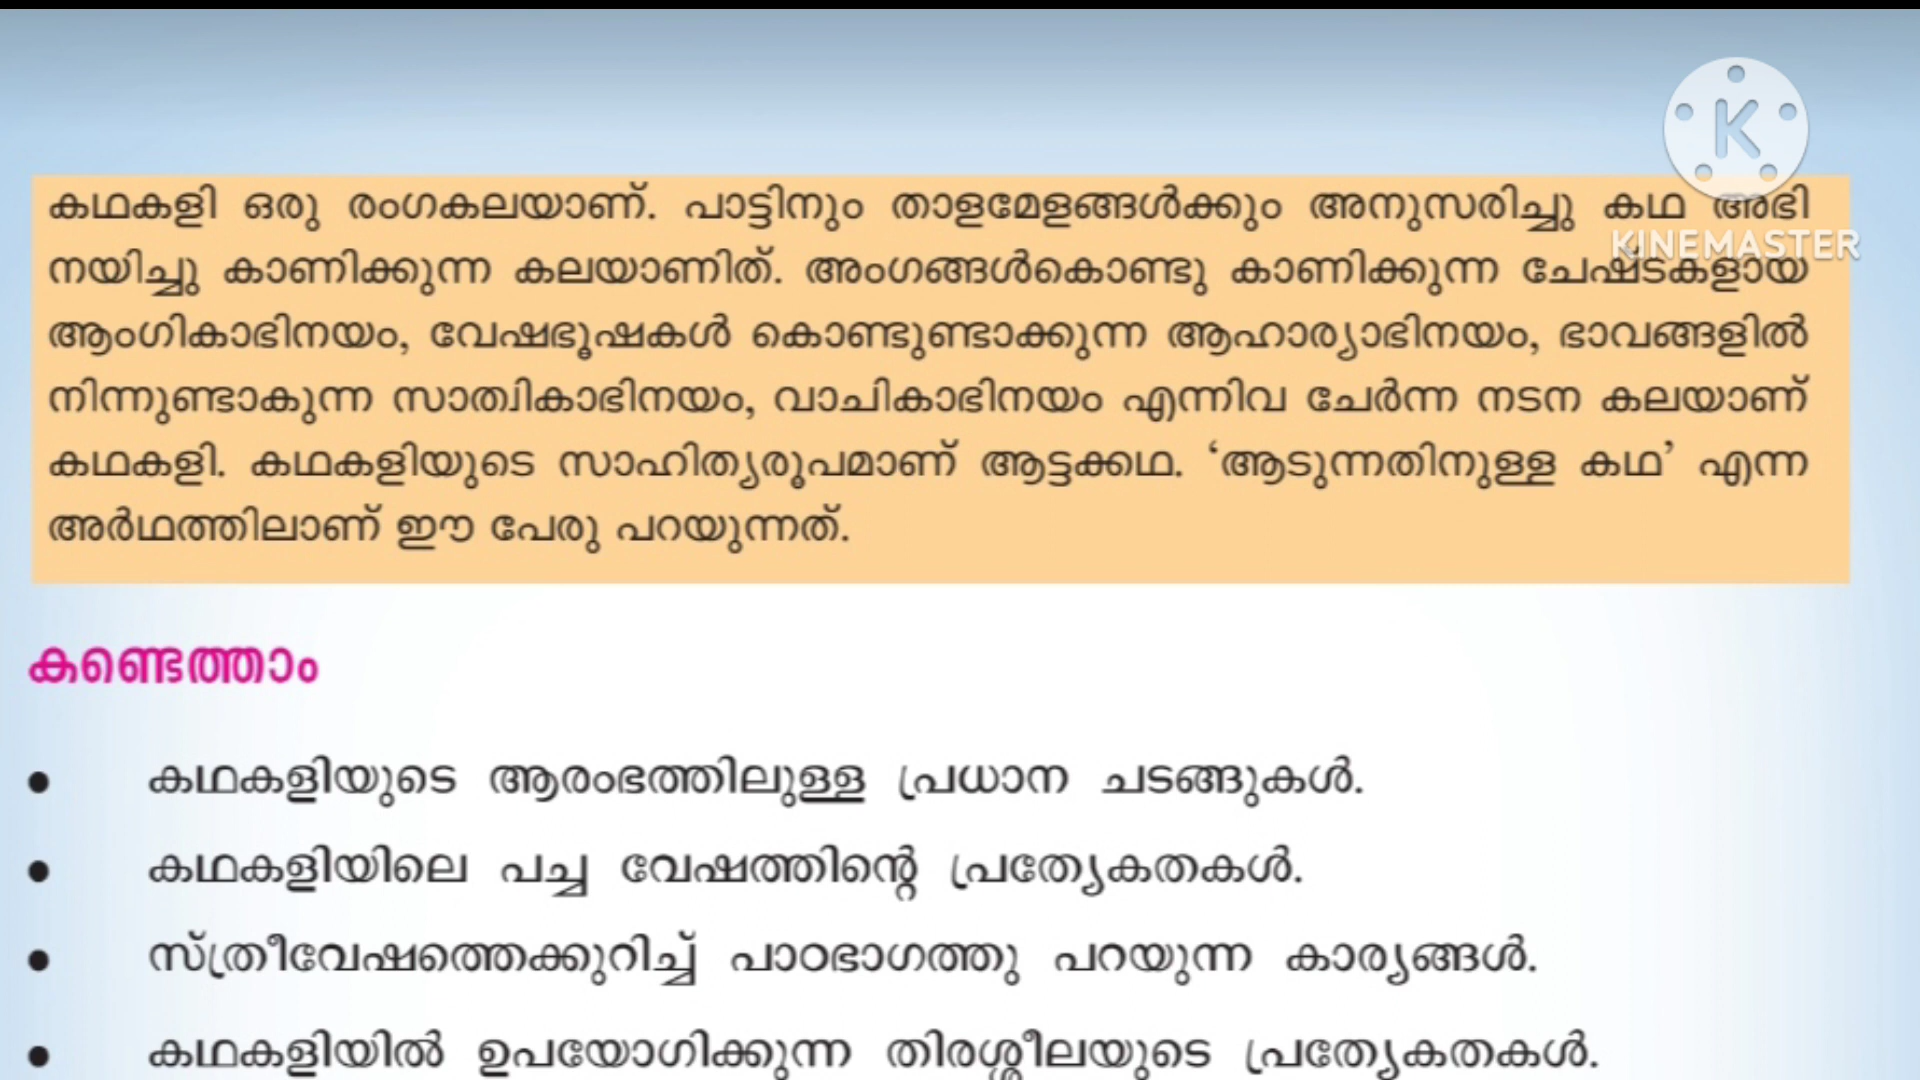 കഥകളി ഒരു രംഗകലയാണ്. പാട്ടിനും താളമേളങ്ങൾക്കും അനുസരിച്ചു കഥ അഭി
നയിച്ചു കാണിക്കുന്ന കലയാണിത്. അംഗങ്ങൾകൊണ്ടു കാണിക്കുന്ന ചേഷ്ടകളായ
ആംഗികാഭിനയം, വേഷഭൂഷകൾ കൊണ്ടുണ്ടാക്കുന്ന ആഹാര്യാഭിനയം, ഭാവങ്ങളിൽ
നിന്നുണ്ടാകുന്ന സാത്വികാഭിനയം, വാചികാഭിനയം എന്നിവ ചേർന്ന നടന കലയാണ്
കഥകളി. കഥകളിയുടെ സാഹിത്യരൂപമാണ് ആട്ടക്കഥ. ‘ആടുന്നതിനുള്ള കഥ’ എന്ന
അർഥത്തിലാണ് ഈ പേരു പറയുന്നത്.
K
KINEMASTER
കണ്ടെത്താം
• കഥകളിയുടെ ആരംഭത്തിലുള്ള പ്രധാന ചടങ്ങുകൾ.
• കഥകളിയിലെ പച്ച വേഷത്തിന്റെ പ്രത്യേകതകൾ.
• സ്ത്രീവേഷത്തെക്കുറിച്ച് പാഠഭാഗത്തു പറയുന്ന കാര്യങ്ങൾ.
• കഥകളിയിൽ ഉപയോഗിക്കുന്ന തിരശ്ശീലയുടെ പ്രത്യേകതകൾ.